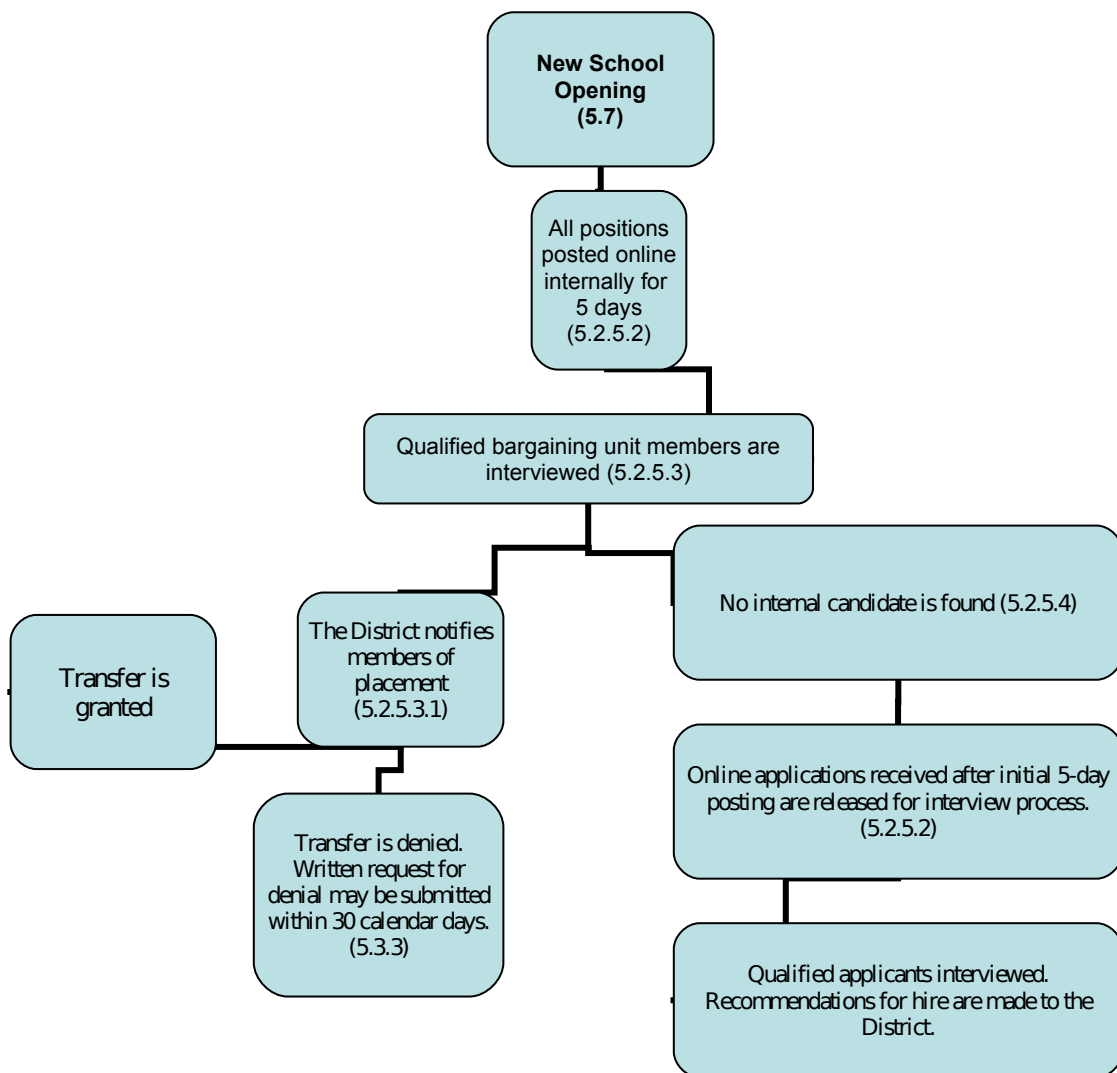 New School
Opening
(5.7)
All positions
posted online
internally for
5 days
(5.2.5.2)
Qualified bargaining unit members are
interviewed (5.2.5.3)
The District notifies
members of
placement
(5.2.5.3.1)
No internal candidate is found (5.2.5.4)
Transfer is
granted
Transfer is denied.
Written request for
denial may be submitted
within 30 calendar days.
(5.3.3)
Online applications received after initial 5-day
posting are released for interview process.
(5.2.5.2)
Qualified applicants interviewed.
Recommendations for hire are made to the
District.